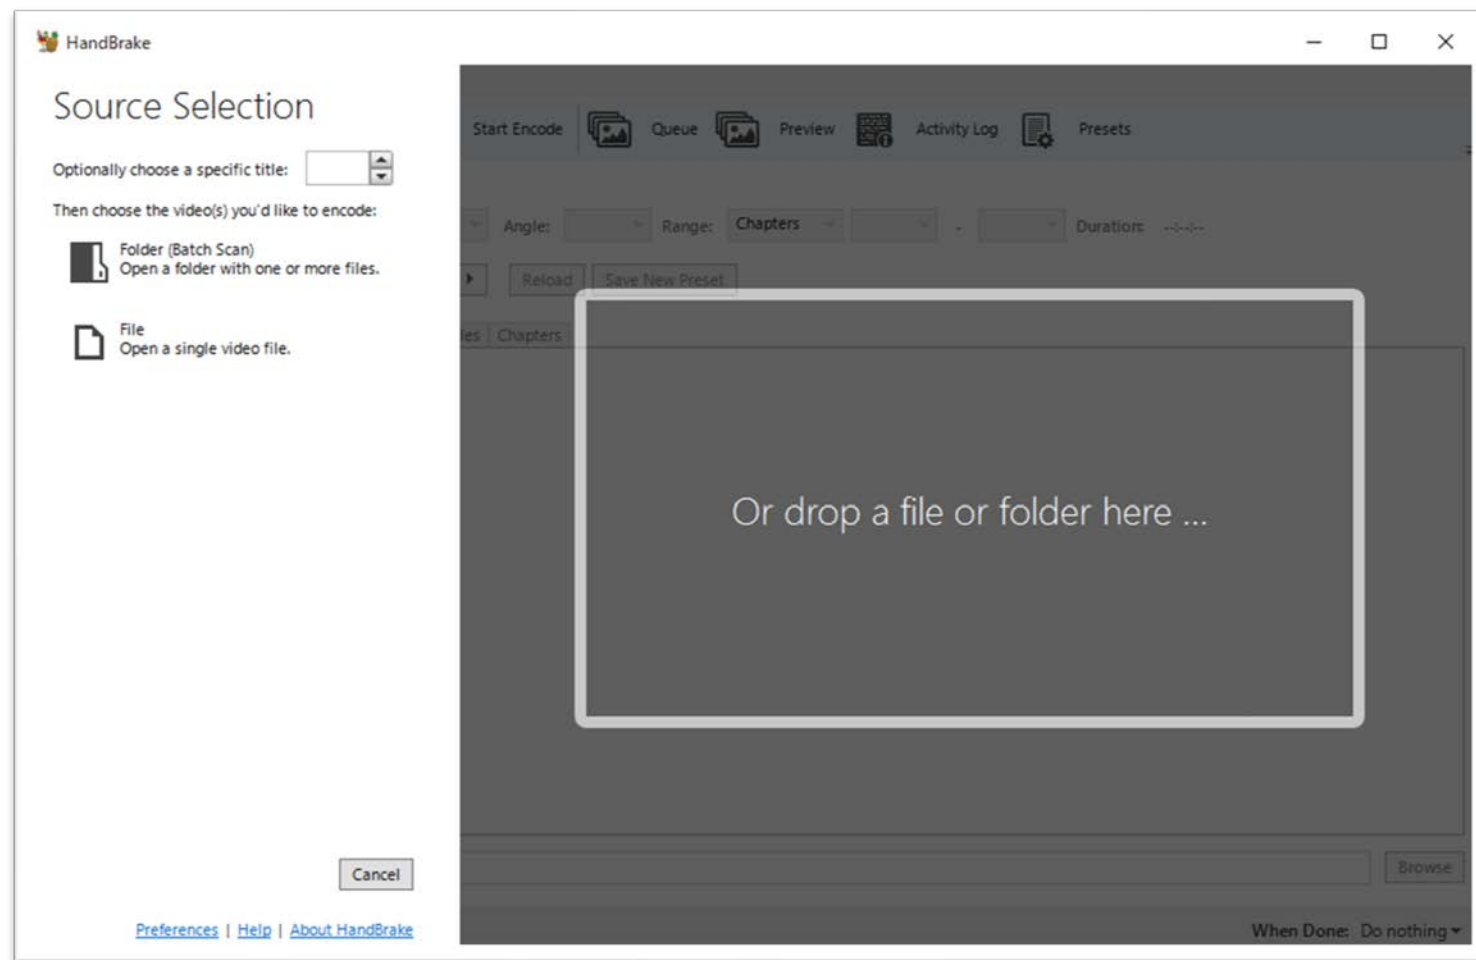 HandBrake
Source Selection
Optionally choose a specific title:
Then choose the video(s) you'd like to encode:
Folder (Batch Scan)
Open a folder with one or more files.
File
Open a single video file.
Cancel
Preferences | Help | About HandBrake
Start Encode Queue Preview Activity Log Presets
Angle: Range: Chapters - Duration: --:--:--
Reload Save New Preset
les Chapters
Or drop a file or folder here ...
Browse
When Done: Do nothing